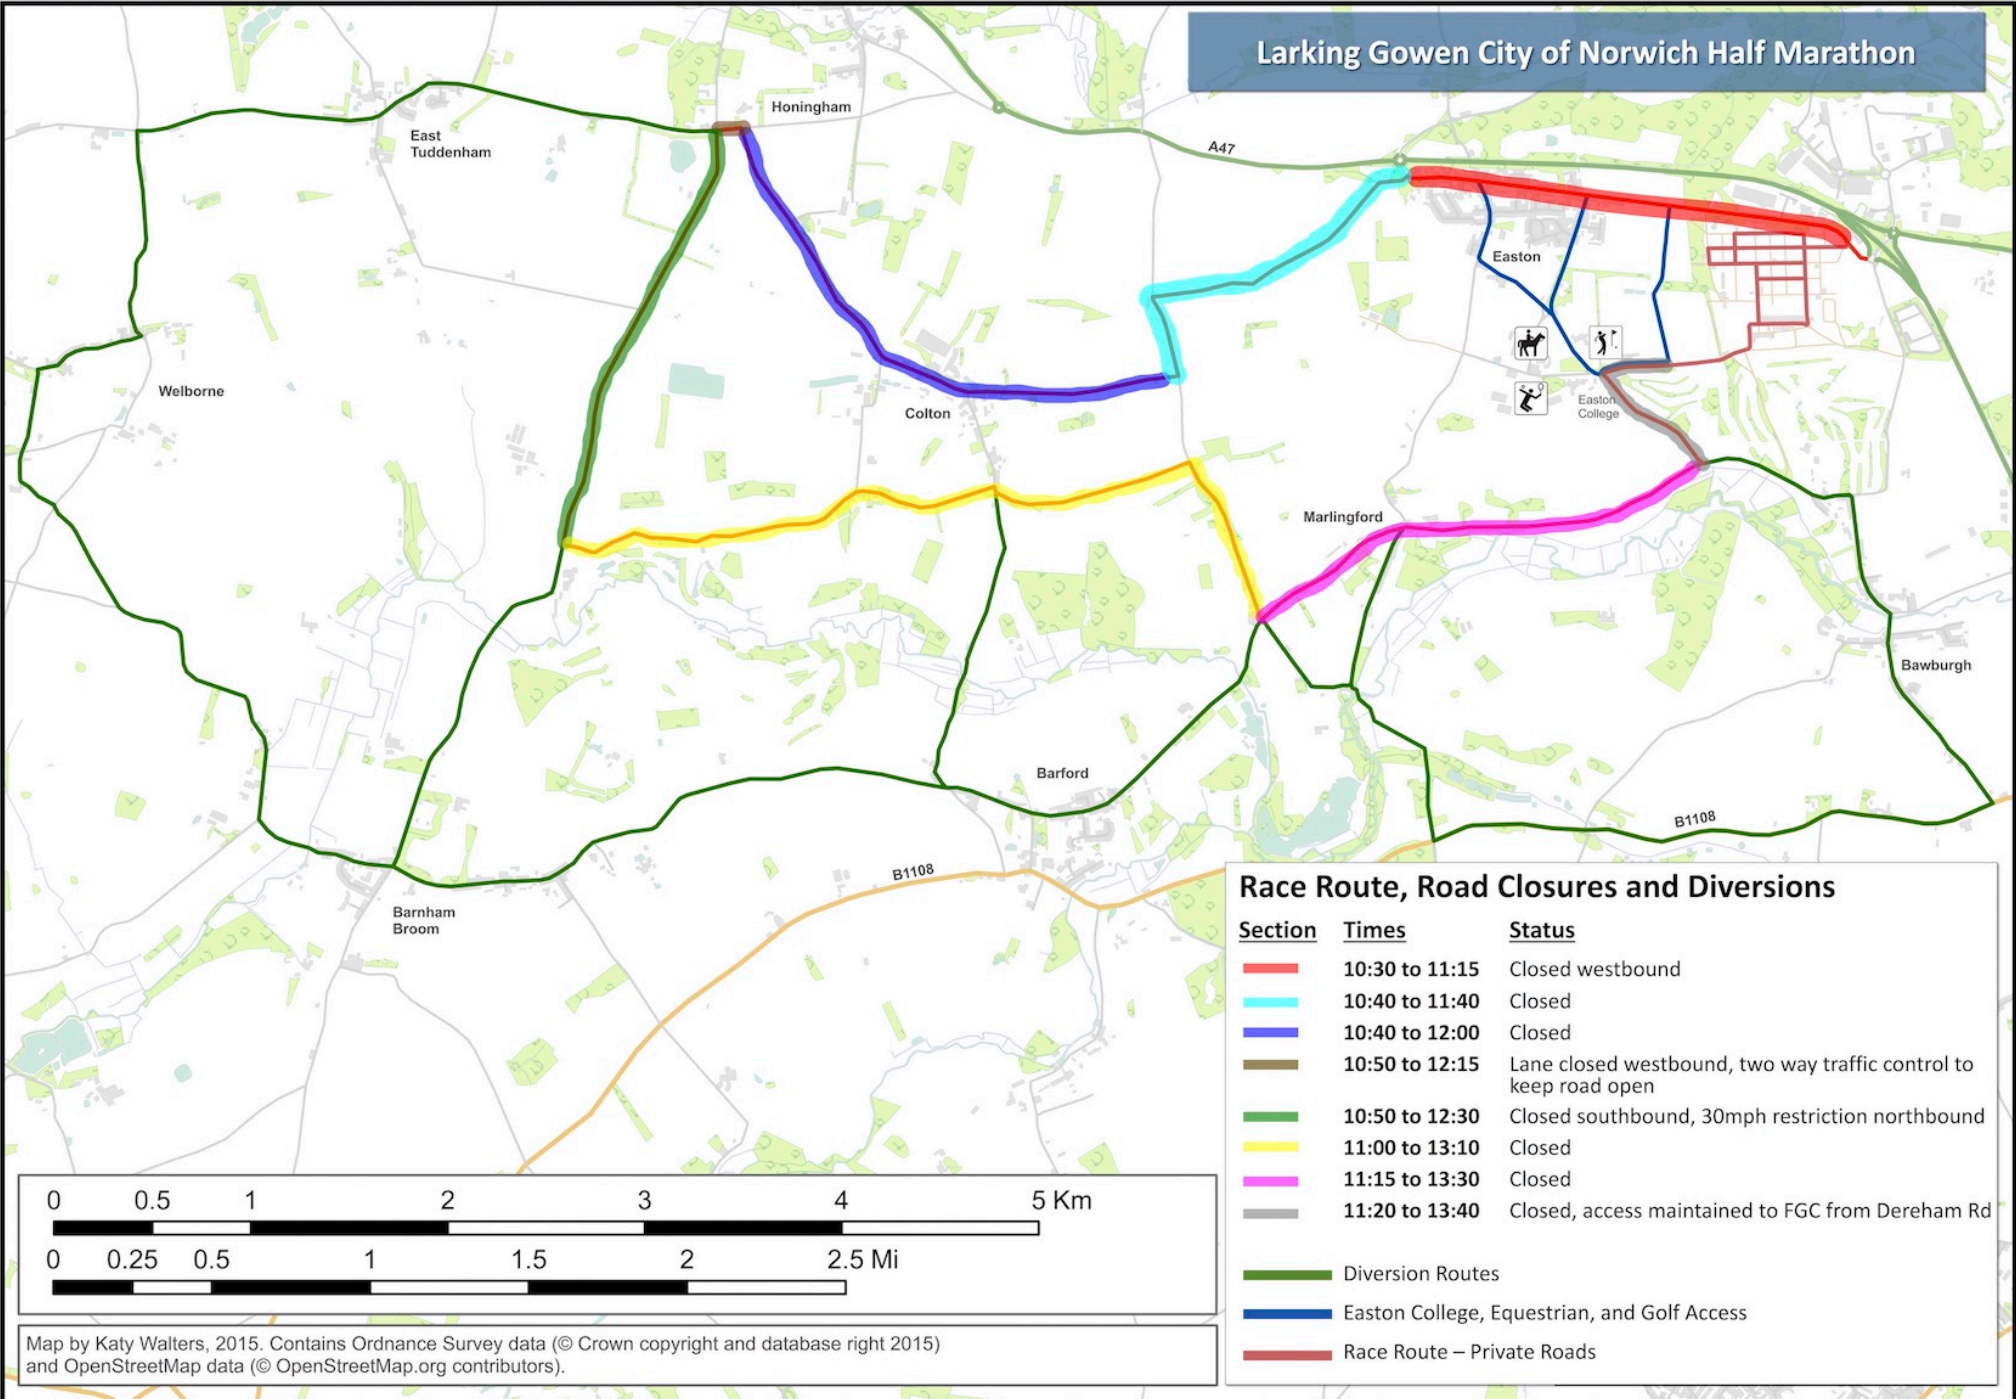 Larking Gowen City of Norwich Half Marathon
Honingham
East
Tuddenham
A47
Easton
Welborne
Colton
Easton
College
Marlingford
Bawburgh
Barford
B1108
B1108
Barnham
Broom
Race Route, Road Closures and Diversions
Section Times Status
10:30 to 11:15 Closed westbound
10:40 to 11:40 Closed
10:40 to 12:00 Closed
10:50 to 12:15 Lane closed westbound, two way traffic control to
keep road open
10:50 to 12:30 Closed southbound, 30mph restriction northbound
11:00 to 13:10 Closed
11:15 to 13:30 Closed
11:20 to 13:40 Closed, access maintained to FGC from Dereham Rd
Diversion Routes
Easton College, Equestrian, and Golf Access
Race Route – Private Roads
0 0.5 1 2 3 4 5 Km
0 0.25 0.5 1 1.5 2 2.5 Mi
Map by Katy Walters, 2015. Contains Ordnance Survey data (© Crown copyright and database right 2015)
and OpenStreetMap data (© OpenStreetMap.org contributors).